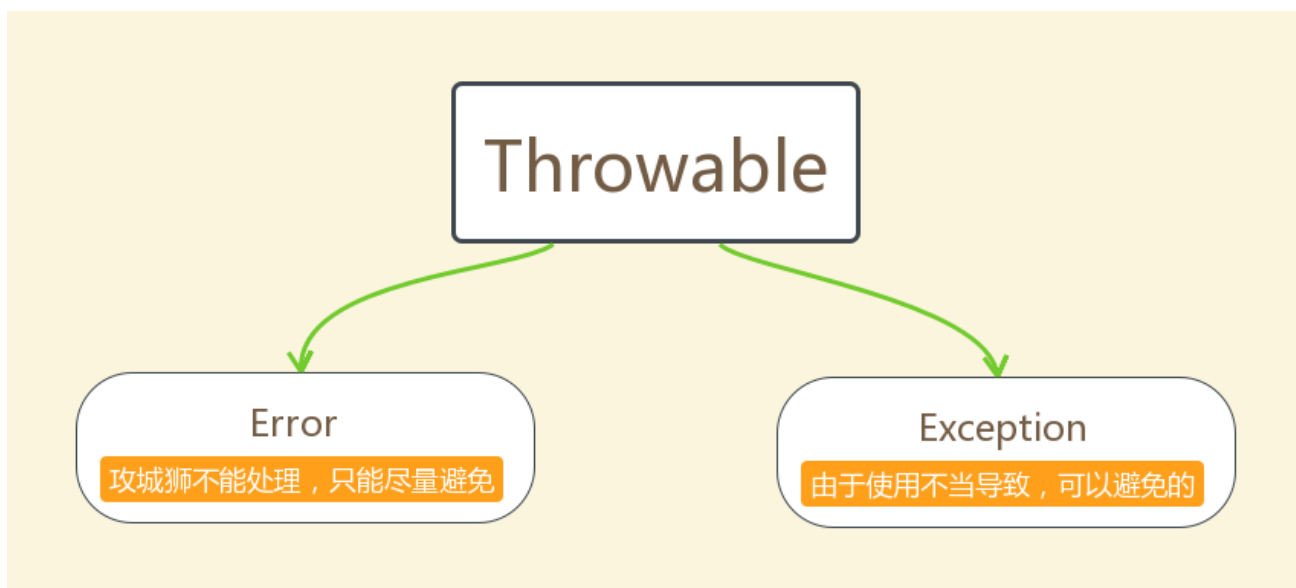 Throwable
Error
攻城狮不能处理，只能尽量避免
Exception
由于使用不当导致，可以避免的